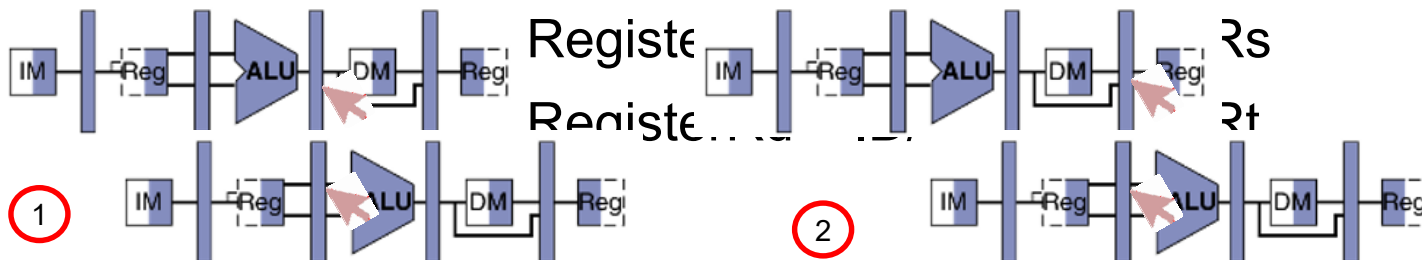 IM Reg ALU DM Reg
Rs
IM Reg ALU DM Reg
Rt
1 IM Reg ALU DM Reg
2 IM Reg ALU DM Reg